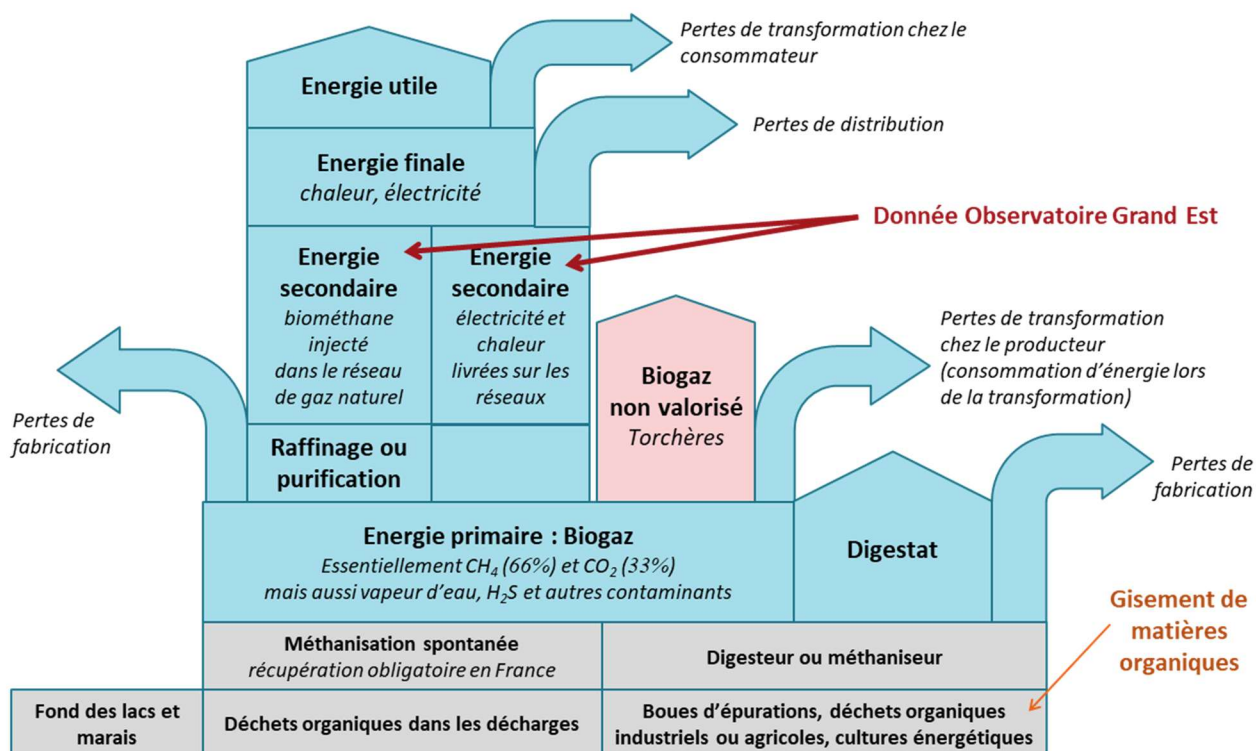 Pertes de transformation chez le
consommateur
Energie utile
Pertes de distribution
Energie finale
chaleur, électricité
Donnée Observatoire Grand Est
Energie
secondaire
biométhane
injecté
dans le réseau
de gaz naturel
Energie
secondaire
électricité et
chaleur
livrées sur les
réseaux
Pertes de transformation
chez le producteur
(consommation d'énergie lors
de la transformation)
Biogaz
non valorisé
Torchères
Pertes de
fabrication
Raffinage ou
purification
Pertes de
fabrication
Energie primaire : Biogaz
Essentiellement CH₄ (66%) et CO₂ (33%)
mais aussi vapeur d'eau, H₂S et autres contaminants
Digestat
Gisement de
matières
organiques
Méthanisation spontanée
récupération obligatoire en France
Digesteur ou méthaniseur
Fond des lacs et
marais
Déchets organiques dans les décharges
Boues d'épurations, déchets organiques
industriels ou agricoles, cultures énergétiques